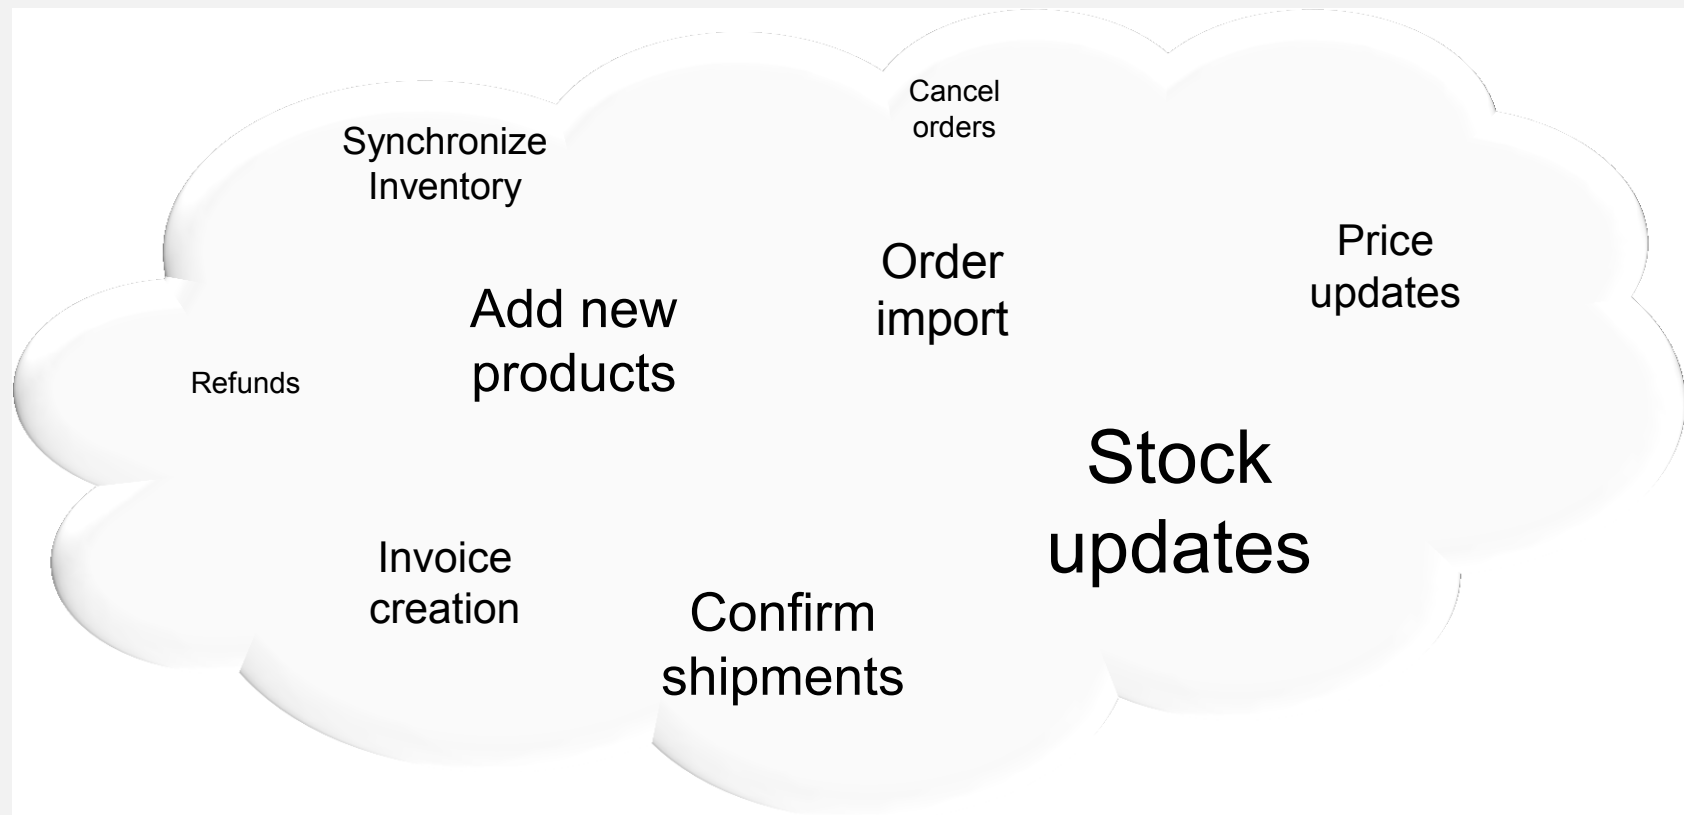 Cancel
orders
Synchronize
Inventory
Price
updates
Order
import
Add new
products
Refunds
Stock
updates
Invoice
creation
Confirm
shipments